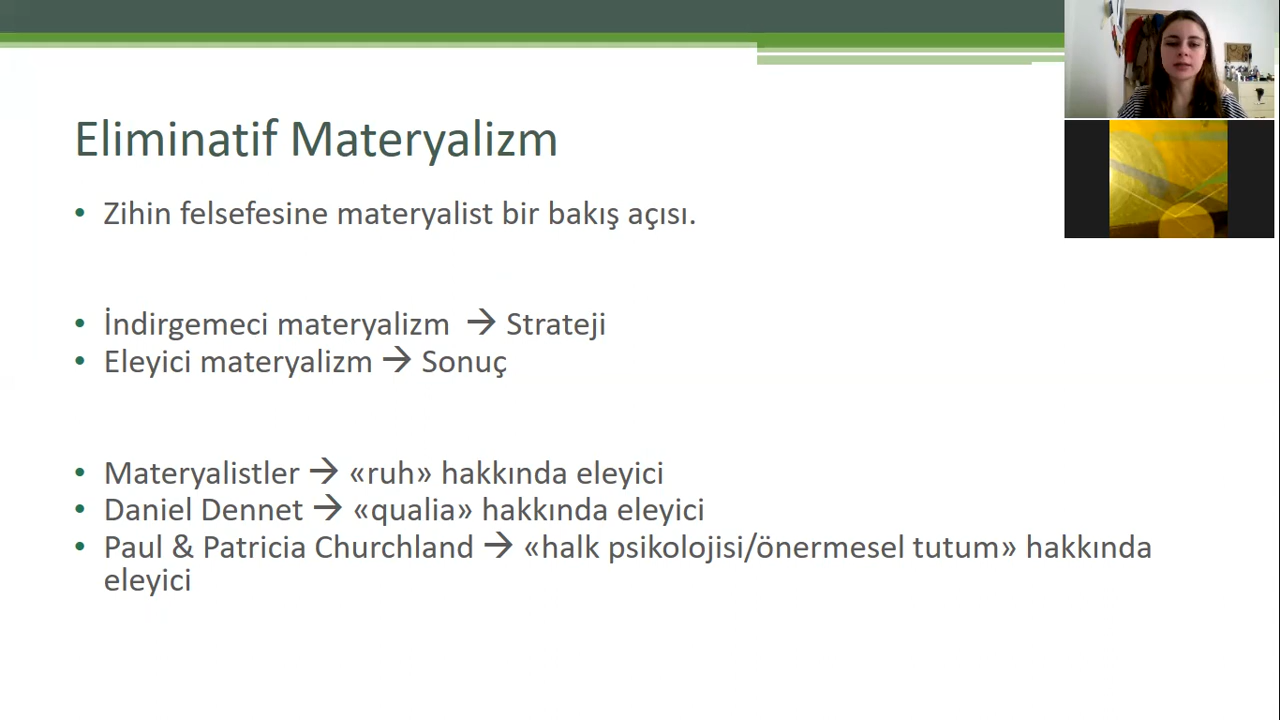 Eliminatif Materyalizm
• Zihin felsefesine materyalist bir bakış açısı.
• İndirgemeci materyalizm → Strateji
• Eleyici materyalizm → Sonuç
• Materyalistler → «ruh» hakkında eleyici
• Daniel Dennet → «qualia» hakkında eleyici
• Paul & Patricia Churchland → «halk psikolojisi/önermesel tutum» hakkında
eleyici